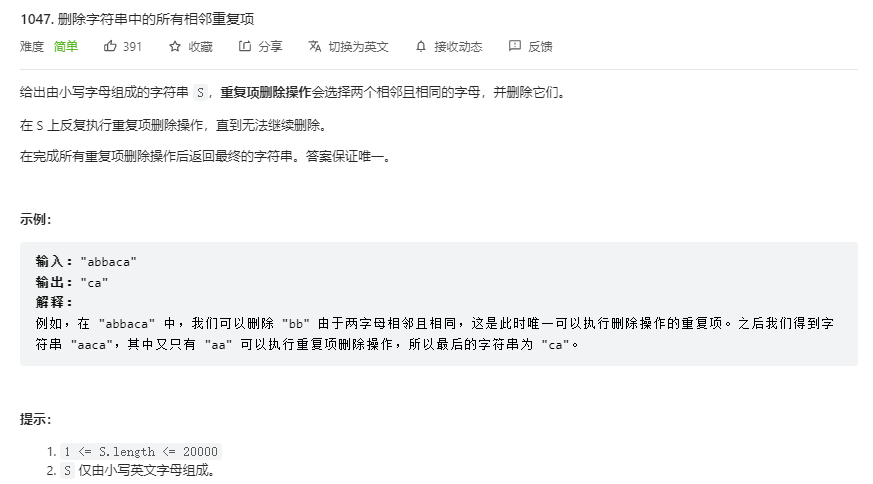 1047. 删除字符串中的所有相邻重复项
难度 简单 391 收藏 分享 切换为英文 接收动态 反馈
给出由小写字母组成的字符串 S，重复项删除操作会选择两个相邻且相同的字母，并删除它们。
在 S 上反复执行重复项删除操作，直到无法继续删除。
在完成所有重复项删除操作后返回最终的字符串。答案保证唯一。
示例：
输入："abbaca"
输出："ca"
解释：
例如，在 "abbaca" 中，我们可以删除 "bb" 由于两字母相邻且相同，这是此时唯一可以执行删除操作的重复项。之后我们得到字
符串 "aaca"，其中又只有 "aa" 可以执行重复项删除操作，所以最后的字符串为 "ca"。
提示：
1. 1 <= S.length <= 20000
2. S 仅由小写英文字母组成。